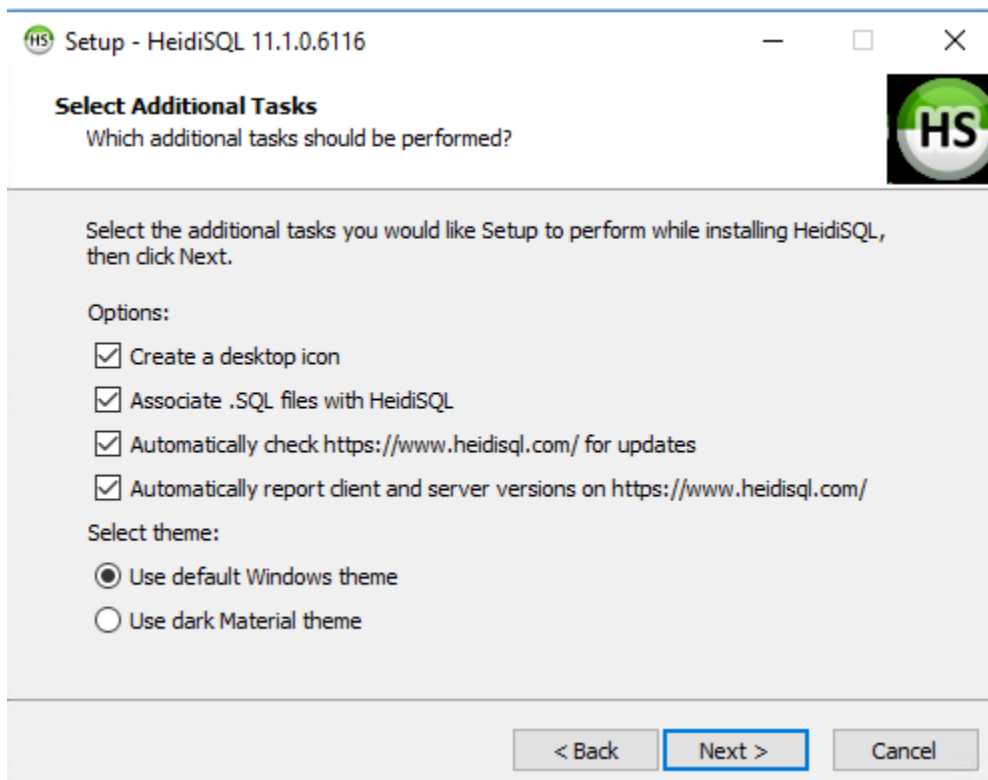 Setup - HeidiSQL 11.1.0.6116
Select Additional Tasks
Which additional tasks should be performed?
HS
Select the additional tasks you would like Setup to perform while installing HeidiSQL,
then click Next.
Options:
Create a desktop icon
Associate .SQL files with HeidiSQL
Automatically check https://www.heidisql.com/ for updates
Automatically report client and server versions on https://www.heidisql.com/
Select theme:
Use default Windows theme
Use dark Material theme
< Back Next > Cancel